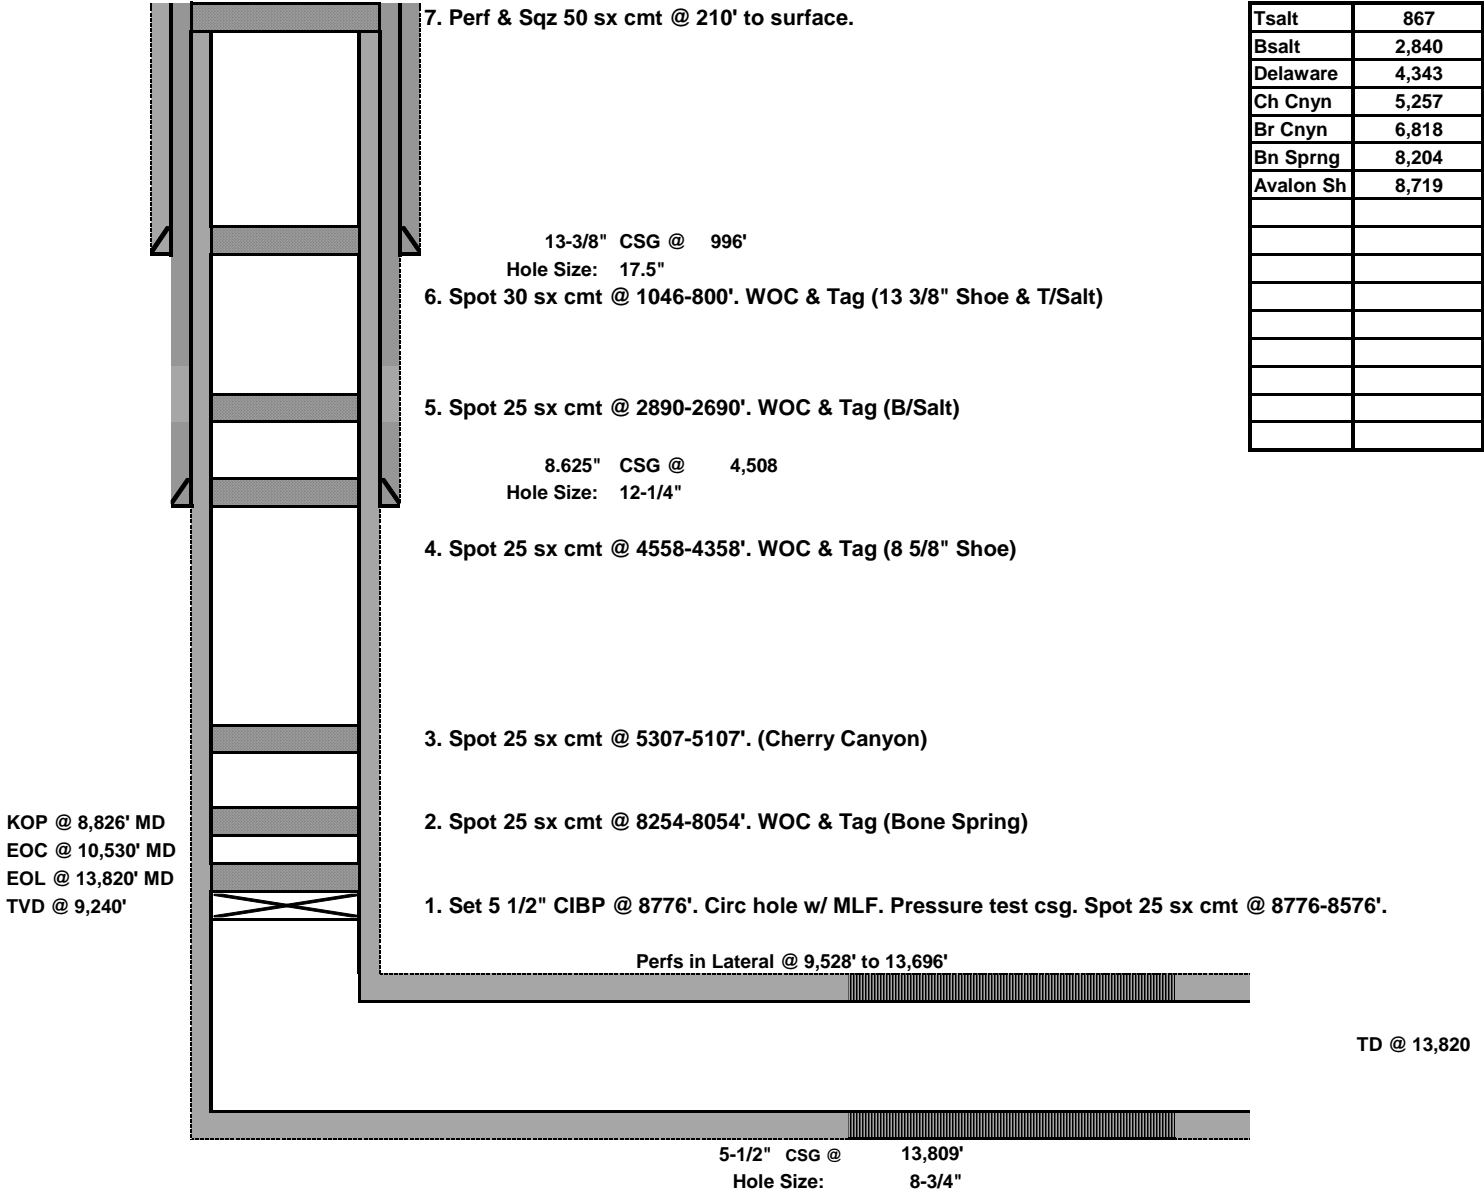 7. Perf & Sqz 50 sx cmt @ 210' to surface.
Tsalt 867
Bsalt 2,840
Delaware 4,343
Ch Cnyn 5,257
Br Cnyn 6,818
Bn Sprng 8,204
Avalon Sh 8,719
13-3/8" CSG @ 996'
Hole Size: 17.5"
6. Spot 30 sx cmt @ 1046-800'. WOC & Tag (13 3/8" Shoe & T/Salt)
5. Spot 25 sx cmt @ 2890-2690'. WOC & Tag (B/Salt)
8.625" CSG @ 4,508
Hole Size: 12-1/4"
4. Spot 25 sx cmt @ 4558-4358'. WOC & Tag (8 5/8" Shoe)
3. Spot 25 sx cmt @ 5307-5107'. (Cherry Canyon)
KOP @ 8,826' MD
EOC @ 10,530' MD
EOL @ 13,820' MD
TVD @ 9,240'
2. Spot 25 sx cmt @ 8254-8054'. WOC & Tag (Bone Spring)
1. Set 5 1/2" CIBP @ 8776'. Circ hole w/ MLF. Pressure test csg. Spot 25 sx cmt @ 8776-8576'.
Perfs in Lateral @ 9,528' to 13,696'
TD @ 13,820
5-1/2" CSG @ 13,809'
Hole Size: 8-3/4"